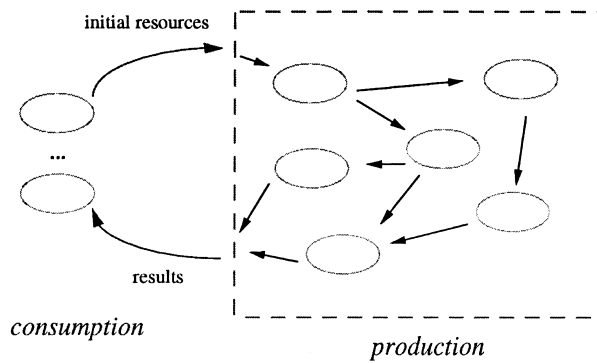 initial resources
...
results
consumption
production